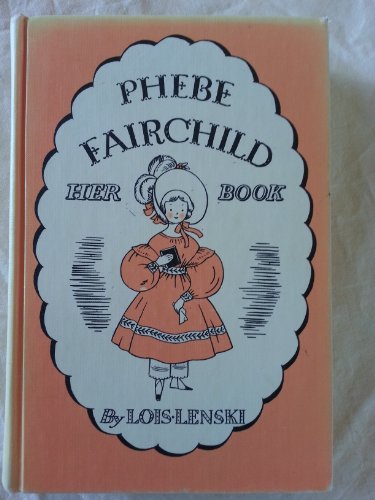 PHEBE
FAIRCHILD
HER BOOK
By LOIS·LENSKI